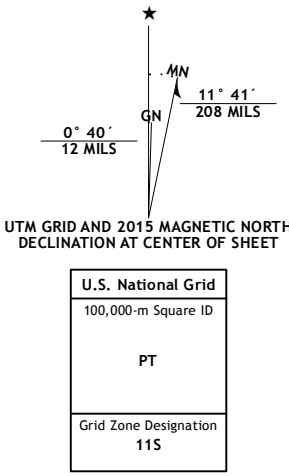 ★
MN
11° 41´
208 MILS
GN
0° 40´
12 MILS
UTM GRID AND 2015 MAGNETIC NORTH
DECLINATION AT CENTER OF SHEET
U.S. National Grid
100,000-m Square ID
PT
Grid Zone Designation
11S